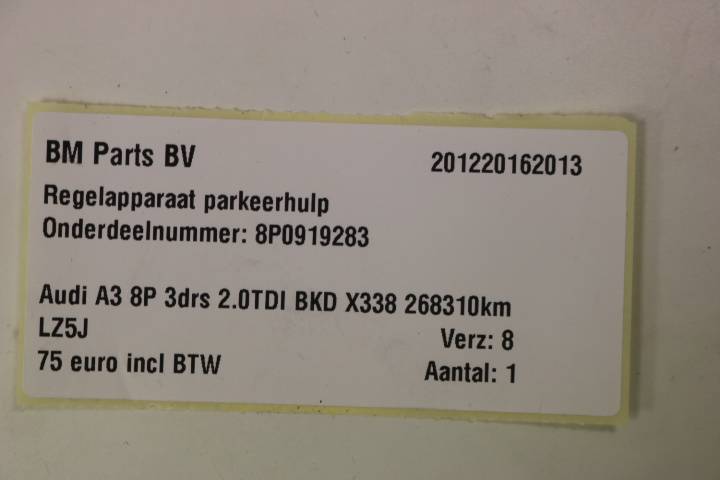 BM Parts BV 201220162013
Regelapparaat parkeerhulp
Onderdeelnummer: 8P0919283
Audi A3 8P 3drs 2.0TDI BKD X338 268310km
LZ5J Verz: 8
75 euro incl BTW Aantal: 1